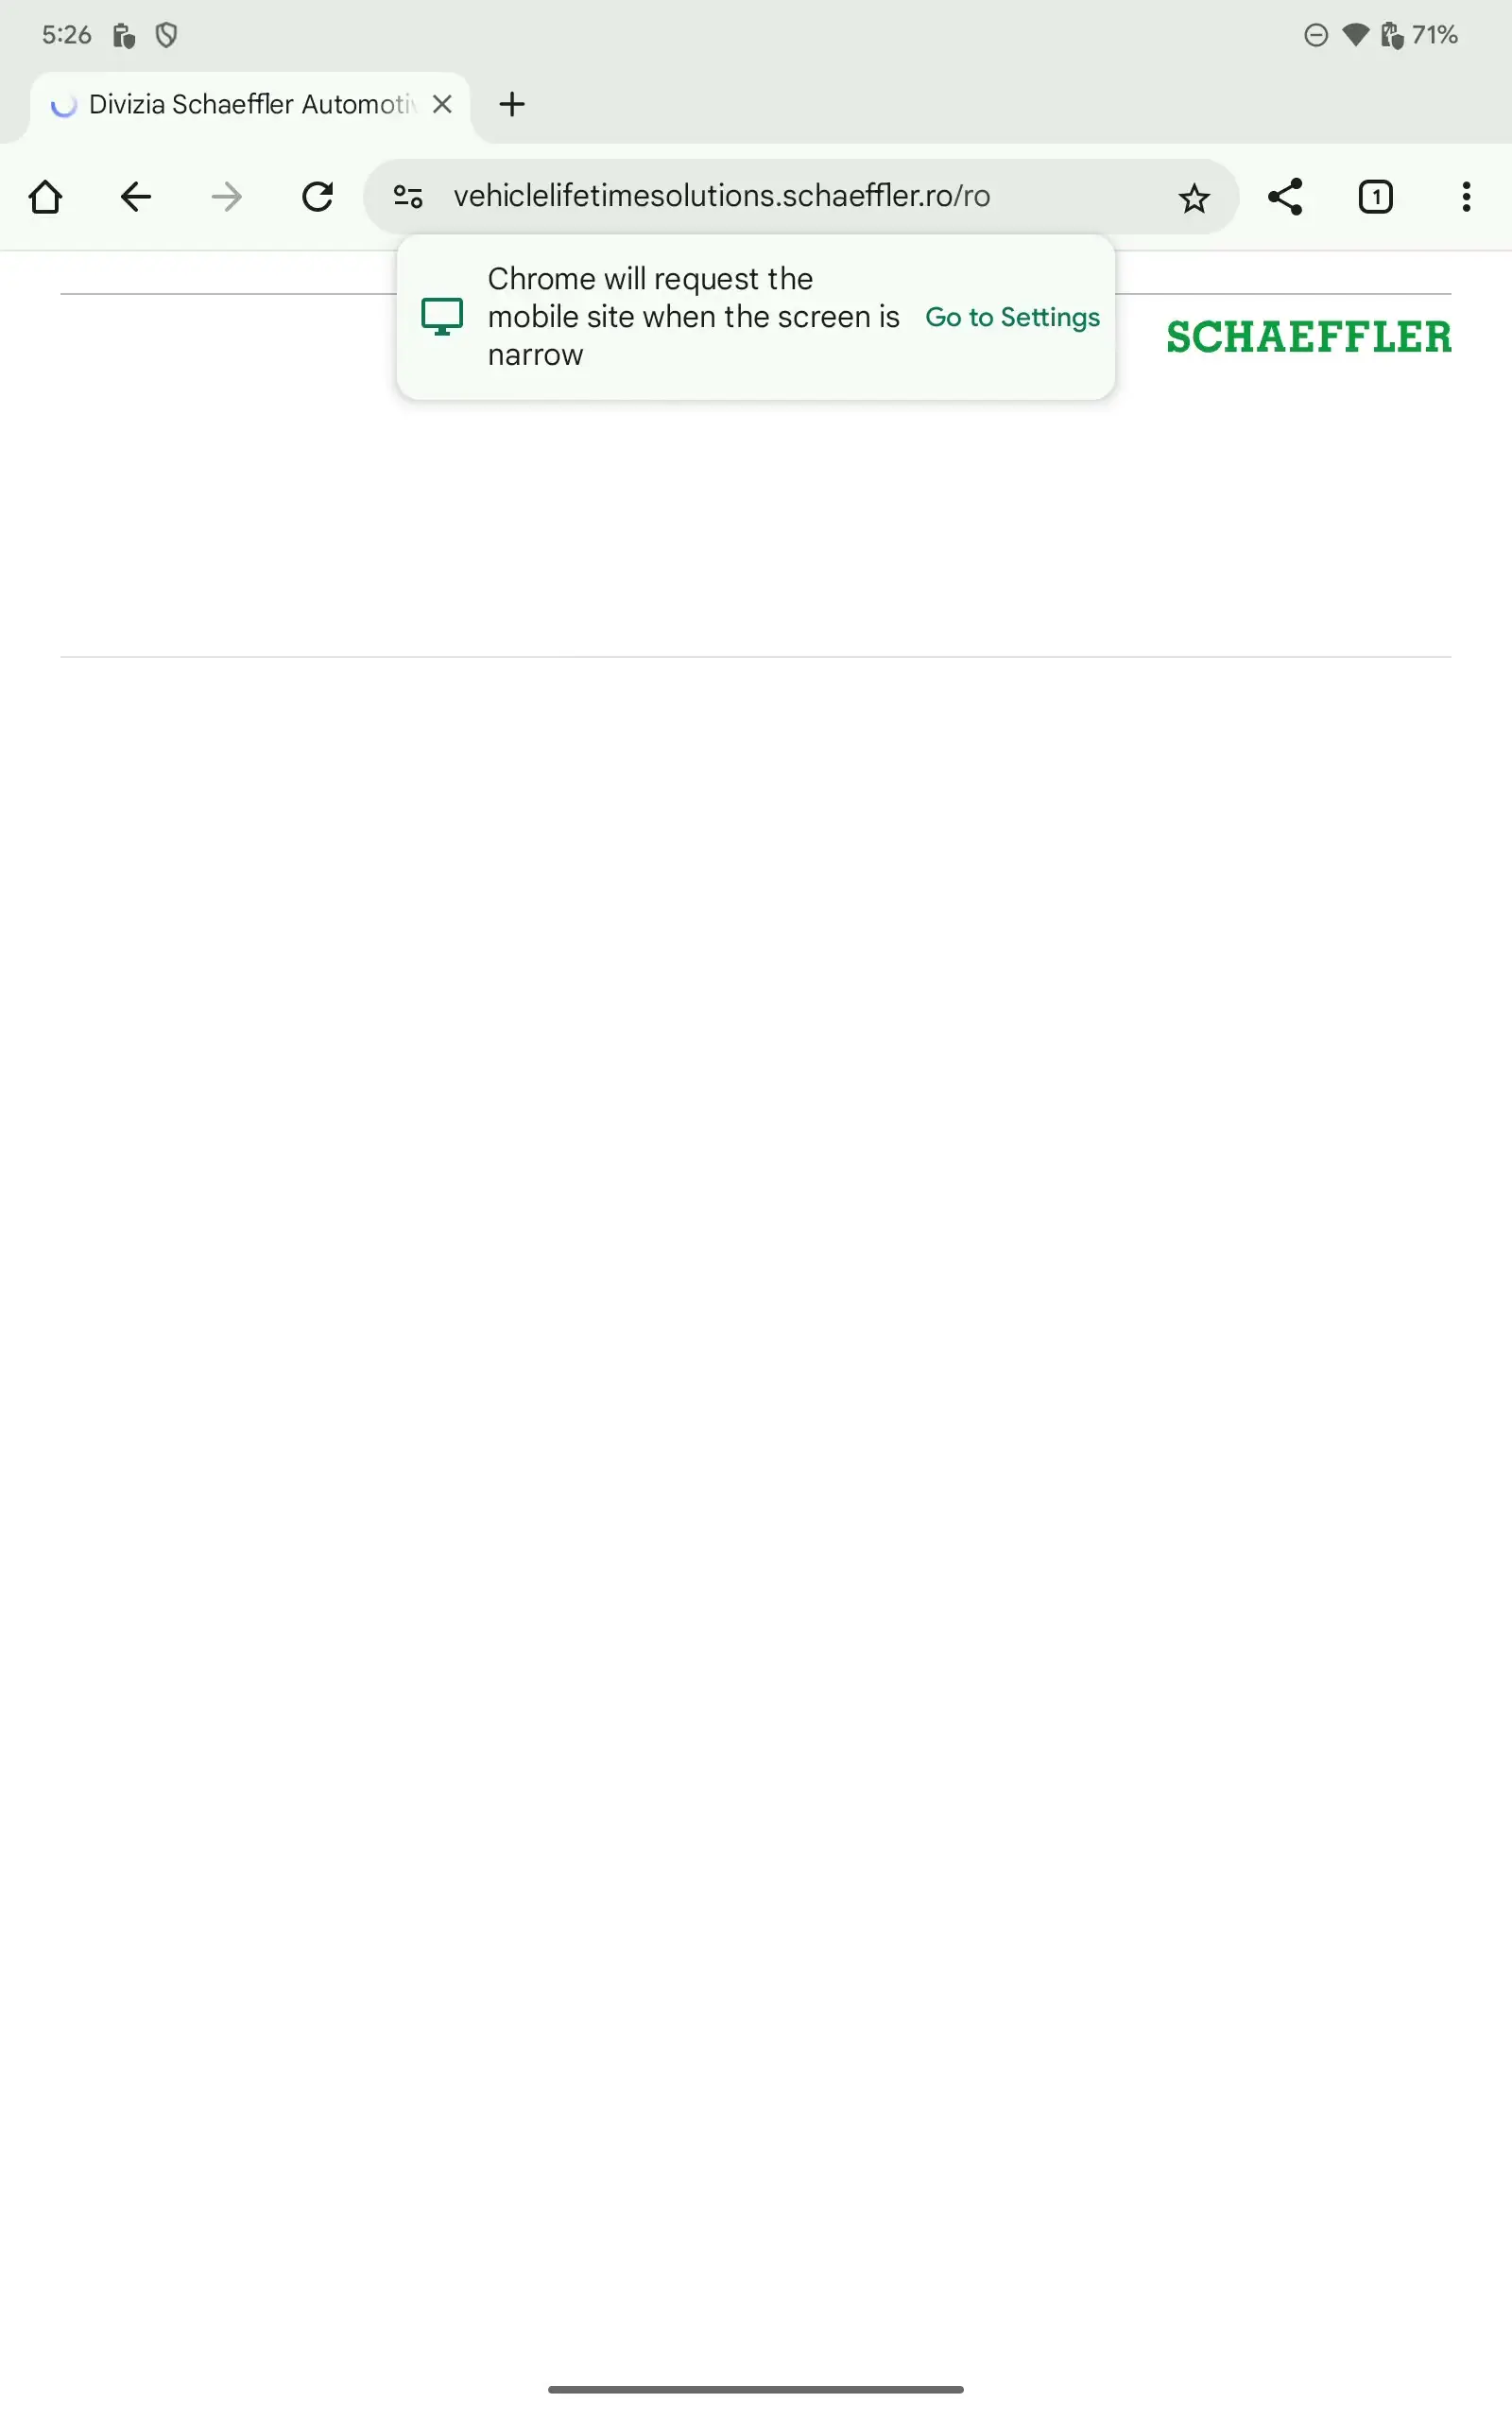 5:26
71%
Divizia Schaeffler Automotiv
vehiclelifetimesolutions.schaeffler.ro/ro
1
Chrome will request the
mobile site when the screen is
narrow
Go to Settings
SCHAEFFLER